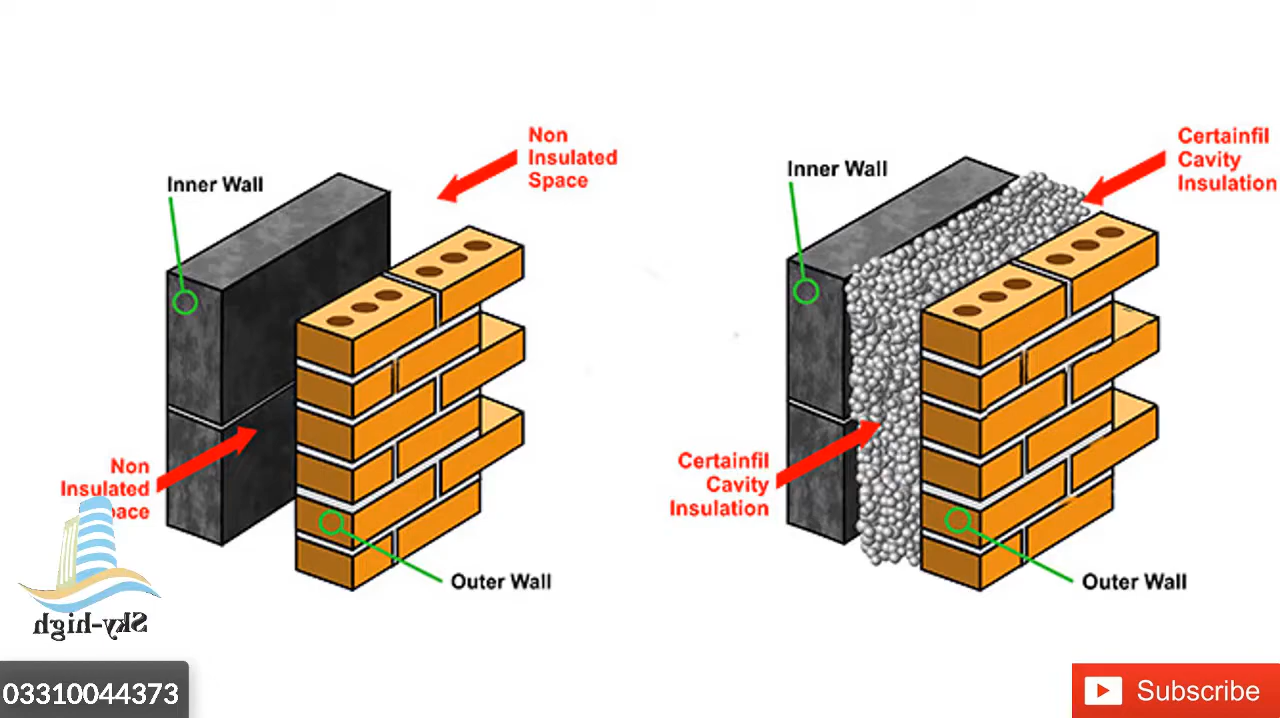 Non
Insulated
Space
Inner Wall
Non
Insulated
pace
Outer Wall
Certainfil
Cavity
Insulation
Inner Wall
Certainfil
Cavity
Insulation
Outer Wall
Sky-high
03310044373
Subscribe